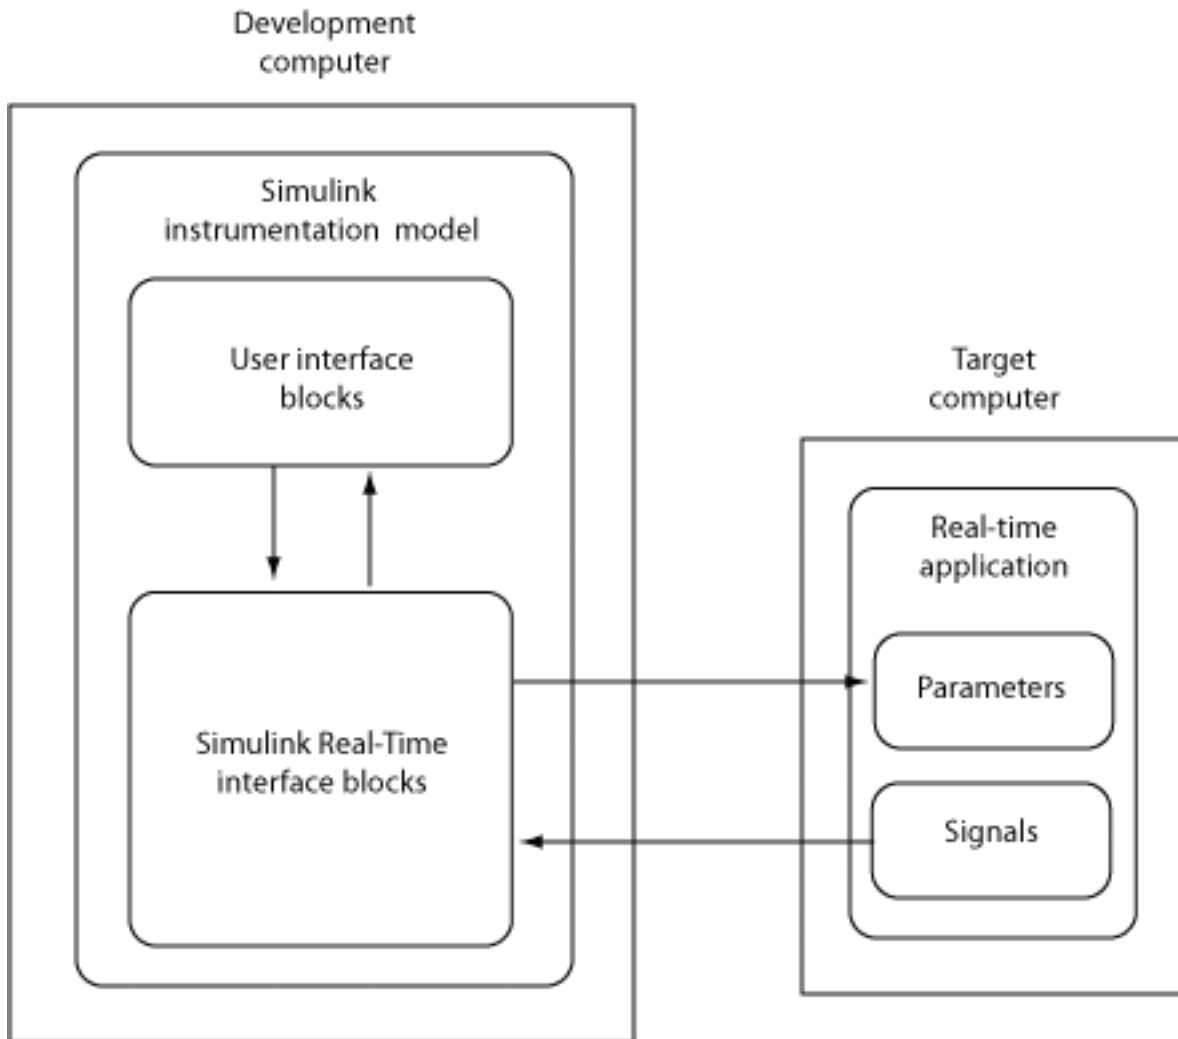 Development
computer
Simulink
instrumentation model
User interface
blocks
Simulink Real-Time
interface blocks
Target
computer
Real-time
application
Parameters
Signals